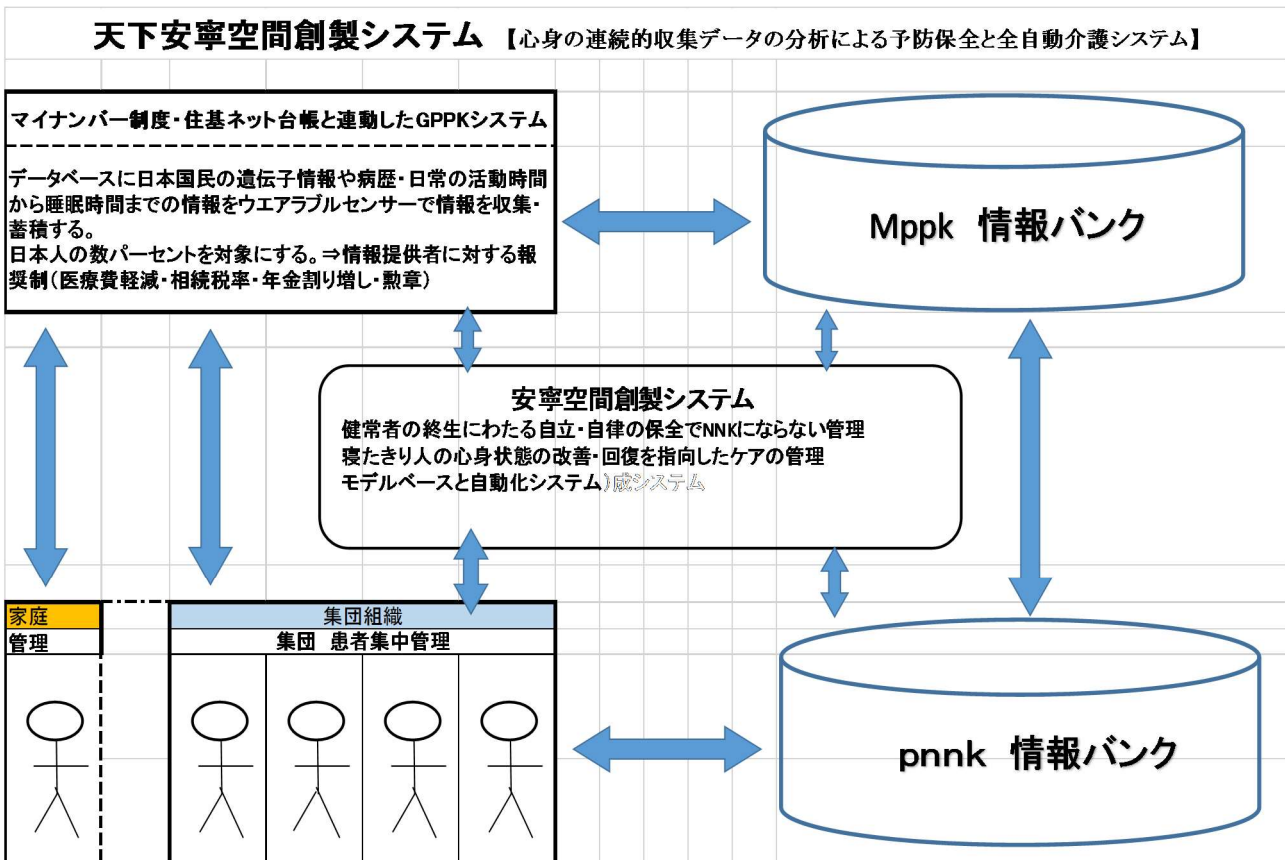 天下安寧空間創製システム 【心身の連続的収集データの分析による予防保全と全自動介護システム】
マイナンバー制度・住基ネット台帳と連動したGPPKシステム
データベースに日本国民の遺伝子情報や病歴・日常の活動時間
から睡眠時間までの情報をウエアラブルセンサーで情報を収集・
蓄積する。
日本人の数パーセントを対象にする。⇒情報提供者に対する報
奨制(医療費軽減・相続税率・年金割り増し・勲章)
Mppk 情報バンク
安寧空間創製システム
健常者の終生にわたる自立・自律の保全でNNKにならない管理
寝たきり人の心身状態の改善・回復を指向したケアの管理
モデルベースと自動化システム)成システム
家庭
管理
集団組織
集団 患者集中管理
pnnk 情報バンク